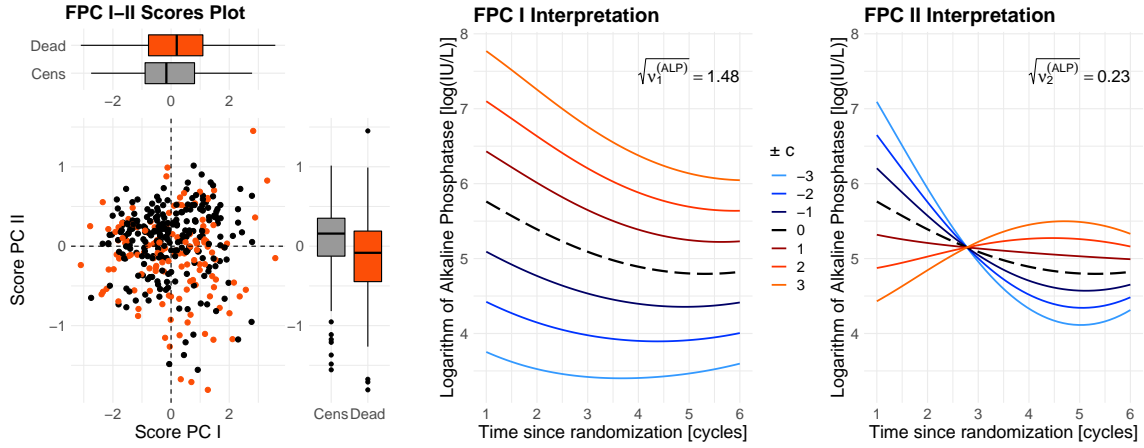 FPC I−II Scores Plot
Dead
Cens
−2 0 2
Score PC II
1
0
−1
−2 0 2
Score PC I
1
0
−1
Cens Dead
FPC I Interpretation
Logarithm of Alkaline Phosphatase [log(IU/L)]
8
7
6
5
4
√ν₁^(ALP) = 1.48
1 2 3 4 5 6
Time since randomization [cycles]
± c
−3
−2
−1
0
1
2
3
FPC II Interpretation
Logarithm of Alkaline Phosphatase [log(IU/L)]
8
7
6
5
4
√ν₂^(ALP) = 0.23
1 2 3 4 5 6
Time since randomization [cycles]